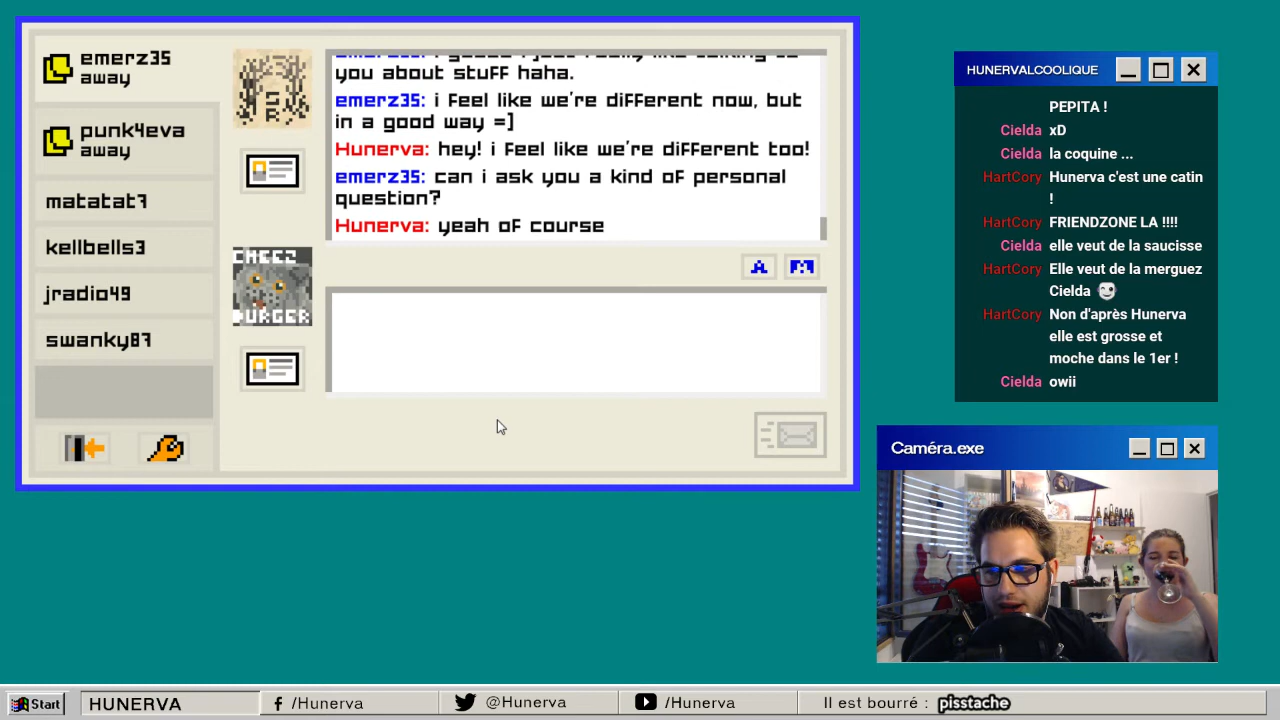 emerz35
away
punk4eva
away
matatat7
kellbells3
jradio49
swanky87
CHEEZ
BURGER
you about stuff haha.
emerz35: i feel like we're different now, but
in a good way =]
Hunerva: hey! i feel like we're different too!
emerz35: can i ask you a kind of personal
question?
Hunerva: yeah of course
A
HUNERVALCOOLIQUE
PEPITA !
Cielda xD
Cielda la coquine ...
HartCory Hunerva c'est une catin
!
HartCory FRIENDZONE LA !!!!
Cielda elle veut de la saucisse
HartCory Elle veut de la merguez
Cielda
HartCory Non d'après Hunerva
elle est grosse et
moche dans le 1er !
Cielda owii
Caméra.exe
Start
HUNERVA
/Hunerva
@Hunerva
/Hunerva
Il est bourré : pisstache